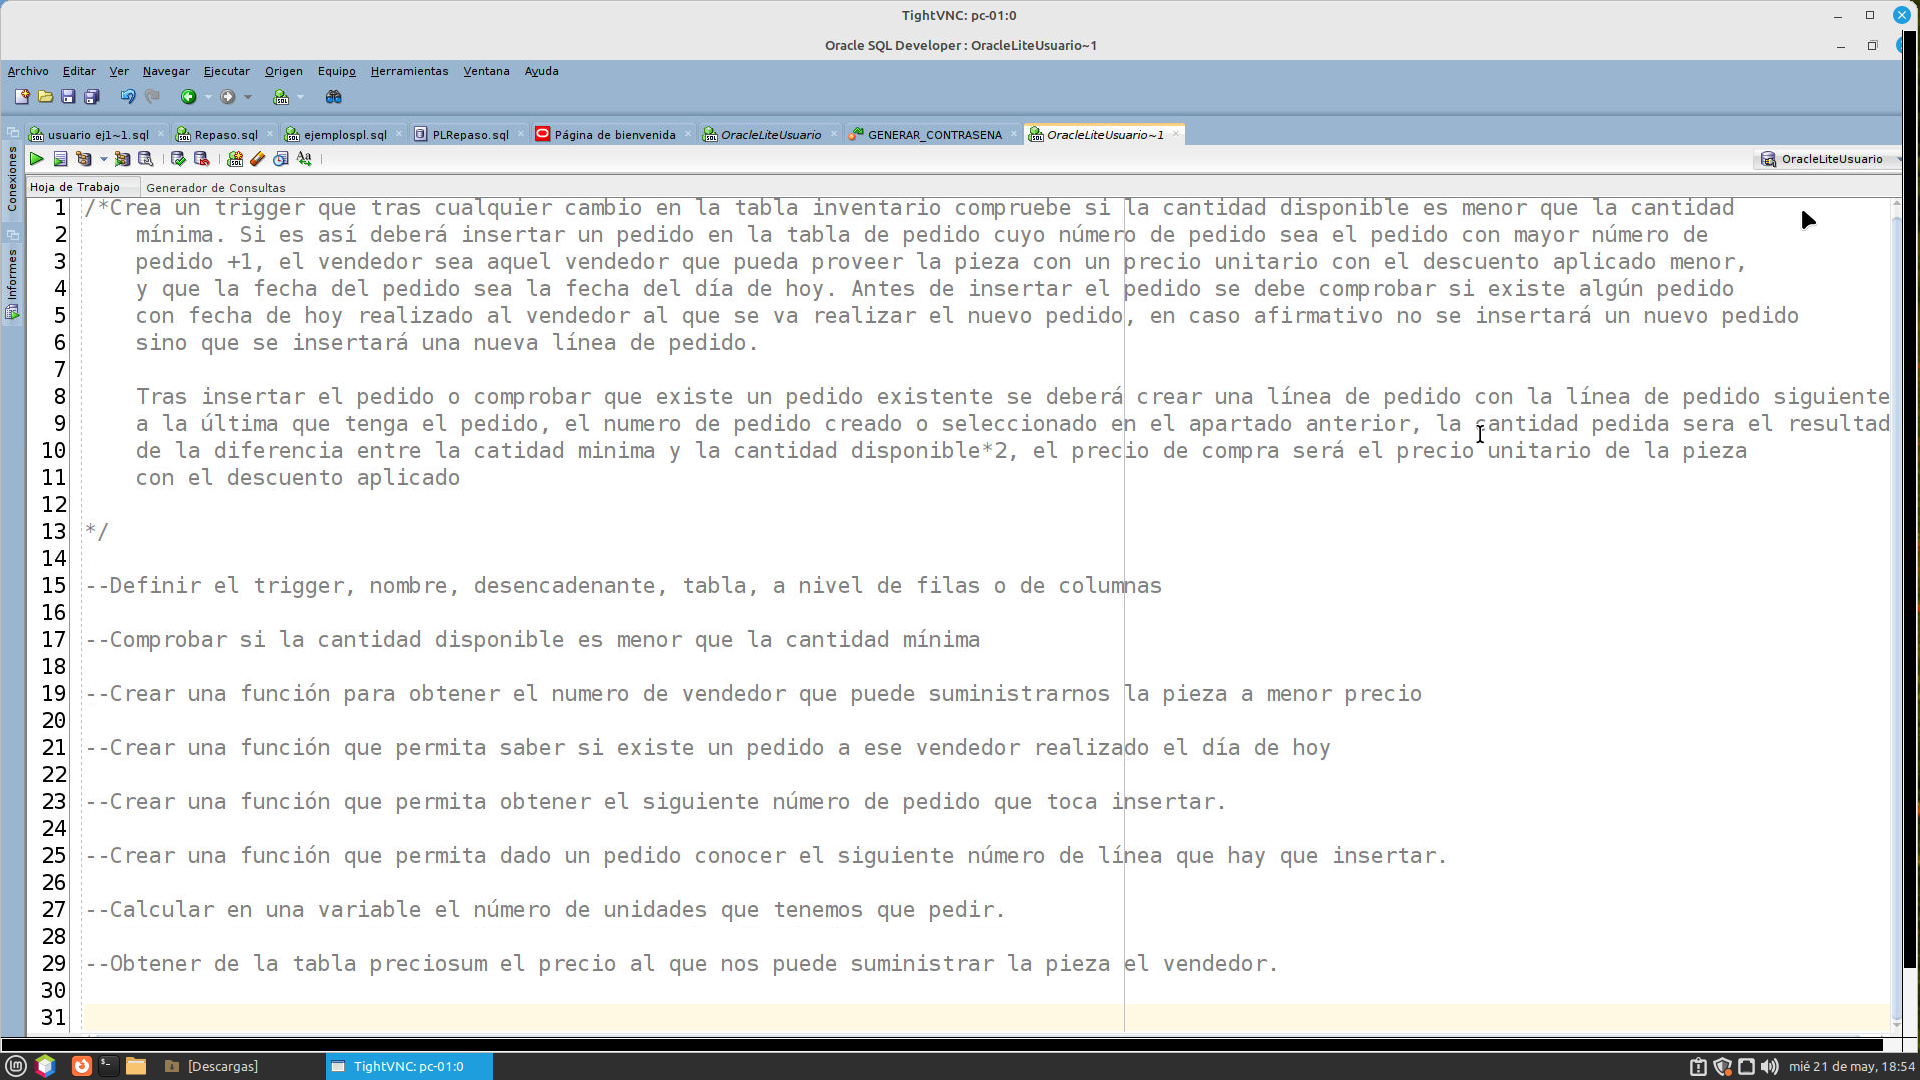 TightVNC: pc-01:0
Oracle SQL Developer : OracleLiteUsuario~1
Archivo Editar Ver Navegar Ejecutar Origen Equipo Herramientas Ventana Ayuda
usuario ej1~1.sql Repaso.sql ejemplospl.sql PLRepaso.sql Página de bienvenida OracleLiteUsuario GENERAR_CONTRASENA OracleLiteUsuario~1
OracleLiteUsuario
Conexiones
Informes
Hoja de Trabajo Generador de Consultas
1 /*Crea un trigger que tras cualquier cambio en la tabla inventario compruebe si la cantidad disponible es menor que la cantidad
2 mínima. Si es así deberá insertar un pedido en la tabla de pedido cuyo número de pedido sea el pedido con mayor número de
3 pedido +1, el vendedor sea aquel vendedor que pueda proveer la pieza con un precio unitario con el descuento aplicado menor,
4 y que la fecha del pedido sea la fecha del día de hoy. Antes de insertar el pedido se debe comprobar si existe algún pedido
5 con fecha de hoy realizado al vendedor al que se va realizar el nuevo pedido, en caso afirmativo no se insertará un nuevo pedido
6 sino que se insertará una nueva línea de pedido.
7
8 Tras insertar el pedido o comprobar que existe un pedido existente se deberá crear una línea de pedido con la línea de pedido siguiente
9 a la última que tenga el pedido, el numero de pedido creado o seleccionado en el apartado anterior, la cantidad pedida sera el resultad
10 de la diferencia entre la catidad minima y la cantidad disponible*2, el precio de compra será el precio unitario de la pieza
11 con el descuento aplicado
12
13 */
14
15 --Definir el trigger, nombre, desencadenante, tabla, a nivel de filas o de columnas
16
17 --Comprobar si la cantidad disponible es menor que la cantidad mínima
18
19 --Crear una función para obtener el numero de vendedor que puede suministrarnos la pieza a menor precio
20
21 --Crear una función que permita saber si existe un pedido a ese vendedor realizado el día de hoy
22
23 --Crear una función que permita obtener el siguiente número de pedido que toca insertar.
24
25 --Crear una función que permita dado un pedido conocer el siguiente número de línea que hay que insertar.
26
27 --Calcular en una variable el número de unidades que tenemos que pedir.
28
29 --Obtener de la tabla preciosum el precio al que nos puede suministrar la pieza el vendedor.
30
31
[Descargas] TightVNC: pc-01:0 mié 21 de may, 18:54